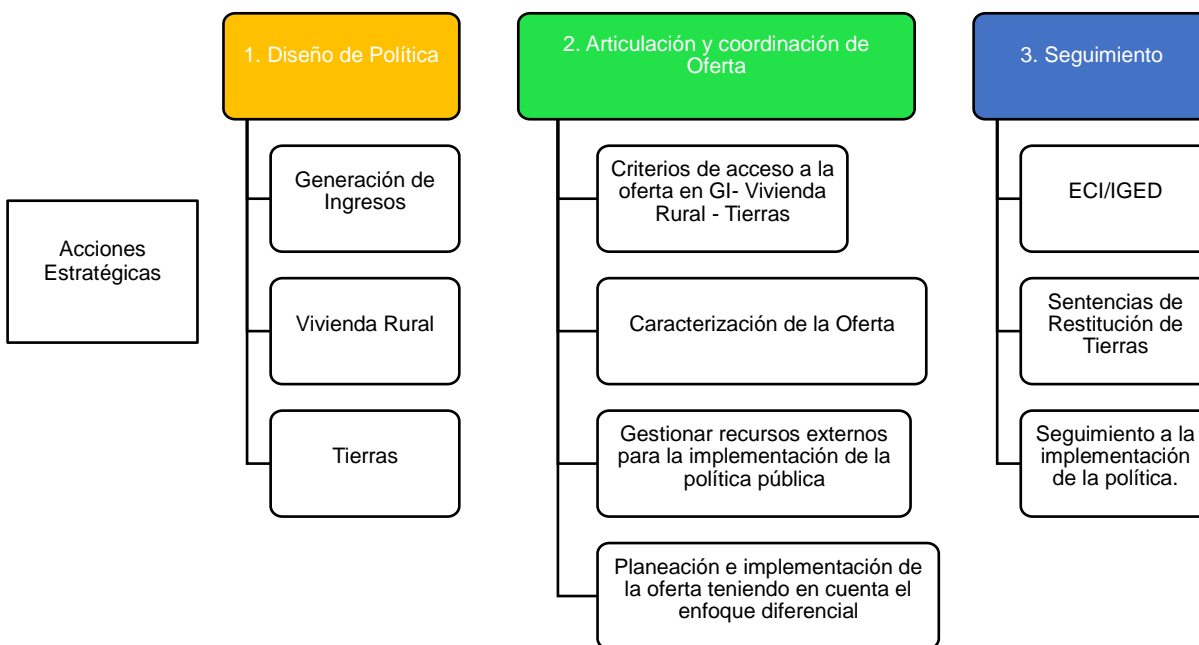 1. Diseño de Política
2. Articulación y coordinación de
Oferta
3. Seguimiento
Acciones
Estratégicas
Generación de
Ingresos
Vivienda Rural
Tierras
Criterios de acceso a la
oferta en GI- Vivienda
Rural - Tierras
Caracterización de la Oferta
Gestionar recursos externos
para la implementación de la
política pública
Planeación e implementación de
la oferta teniendo en cuenta el
enfoque diferencial
ECI/IGED
Sentencias de
Restitución de
Tierras
Seguimiento a la
implementación
de la política.